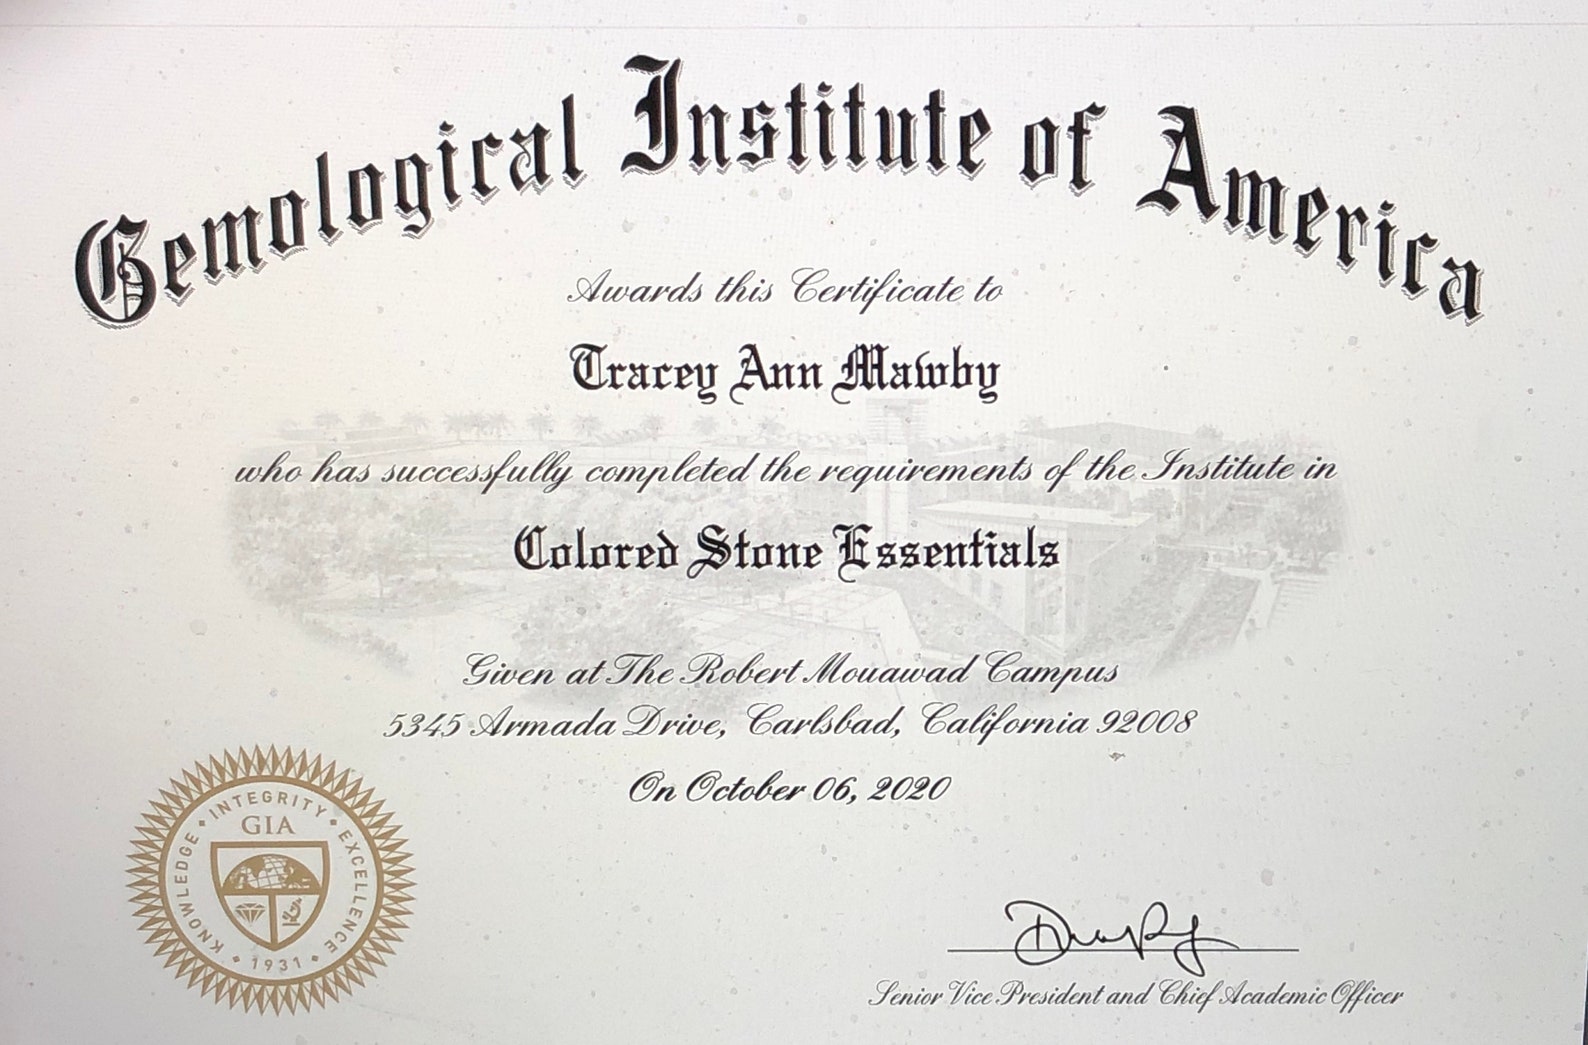 Gemological Institute of America
Awards this Certificate to
Tracey Ann Mawby
who has successfully completed the requirements of the Institute in
Colored Stone Essentials
Given at The Robert Mouawad Campus
5345 Armada Drive, Carlsbad, California 92008
On October 06, 2020
KNOWLEDGE • INTEGRITY • EXCELLENCE
GIA
• 1931 •
Senior Vice President and Chief Academic Officer